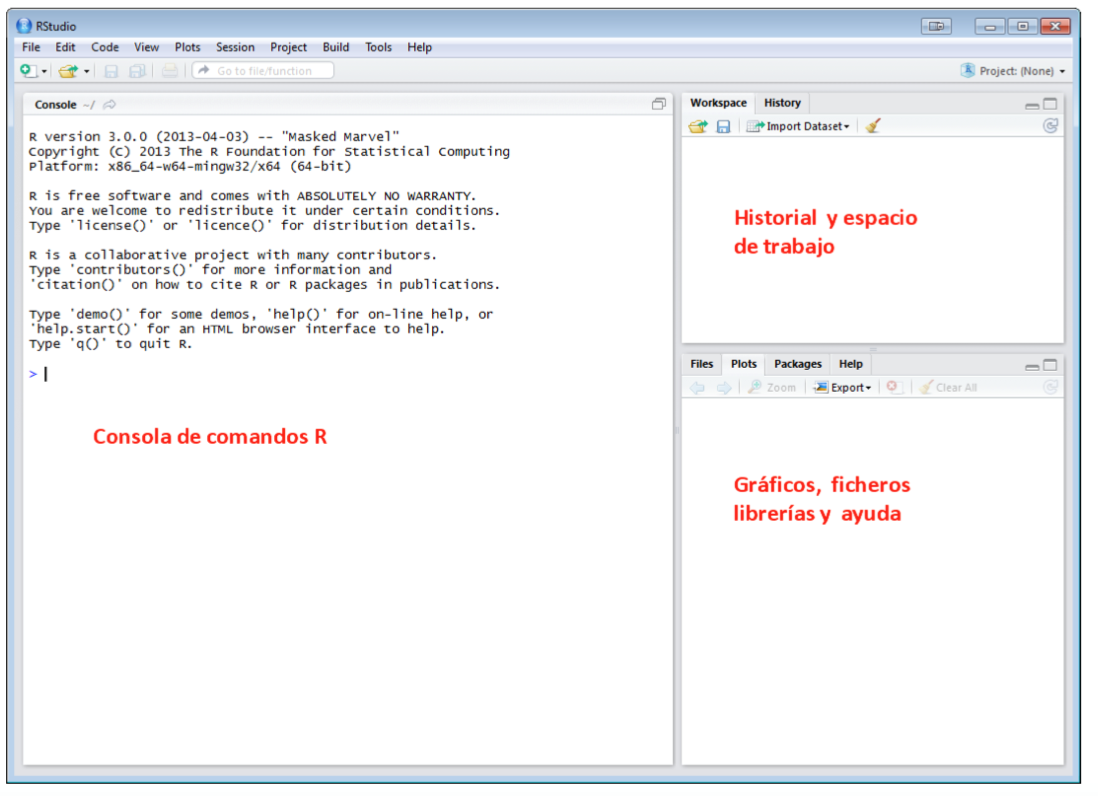 RStudio
File Edit Code View Plots Session Project Build Tools Help
Go to file/function
Project: (None)
Console ~/
R version 3.0.0 (2013-04-03) -- "Masked Marvel"
Copyright (C) 2013 The R Foundation for Statistical Computing
Platform: x86_64-w64-mingw32/x64 (64-bit)
R is free software and comes with ABSOLUTELY NO WARRANTY.
You are welcome to redistribute it under certain conditions.
Type 'license()' or 'licence()' for distribution details.
R is a collaborative project with many contributors.
Type 'contributors()' for more information and
'citation()' on how to cite R or R packages in publications.
Type 'demo()' for some demos, 'help()' for on-line help, or
'help.start()' for an HTML browser interface to help.
Type 'q()' to quit R.
>
Consola de comandos R
Workspace History
Import Dataset
Historial y espacio
de trabajo
Files Plots Packages Help
Zoom Export Clear All
Gráficos, ficheros
librerías y ayuda